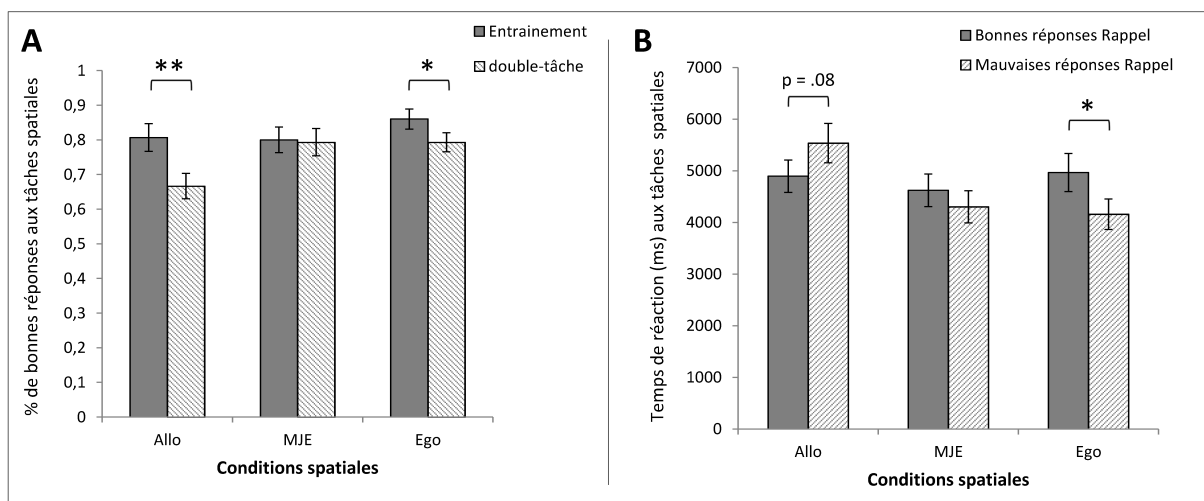 A
Entrainement
double-tâche
**
*
% de bonnes réponses aux tâches spatiales
1
0,9
0,8
0,7
0,6
0,5
0,4
0,3
0,2
0,1
0
Allo MJE Ego
Conditions spatiales
B
Bonnes réponses Rappel
Mauvaises réponses Rappel
p = .08
*
Temps de réaction (ms) aux tâches spatiales
7000
6000
5000
4000
3000
2000
1000
0
Allo MJE Ego
Conditions spatiales